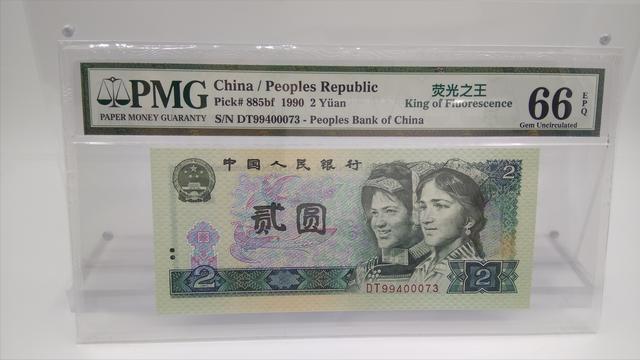 PMG
PAPER MONEY GUARANTY
China / Peoples Republic
Pick# 885bf 1990 2 Yüan
S/N DT99400073 - Peoples Bank of China
荧光之王
King of Fluorescence
66
EPQ
Gem Uncirculated
中国人民银行
贰圆
2
2
2
DT99400073